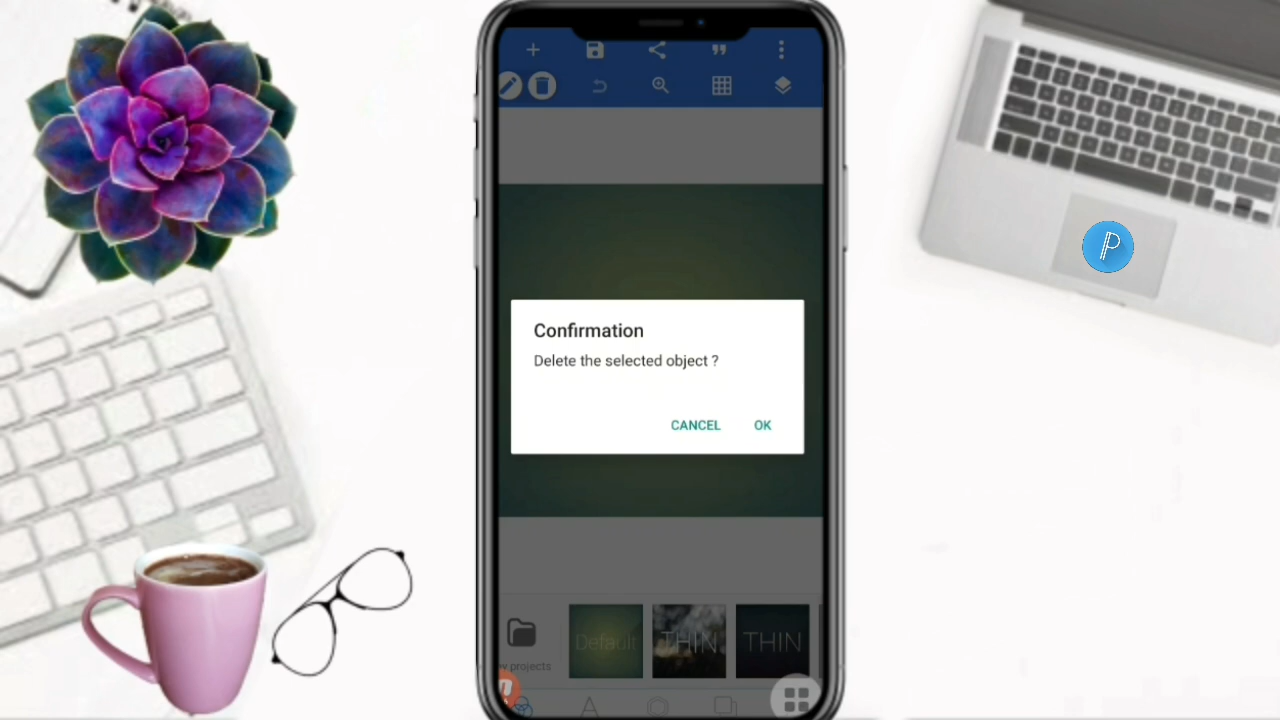 Confirmation
Delete the selected object ?
CANCEL OK
Default THIN THIN
projects